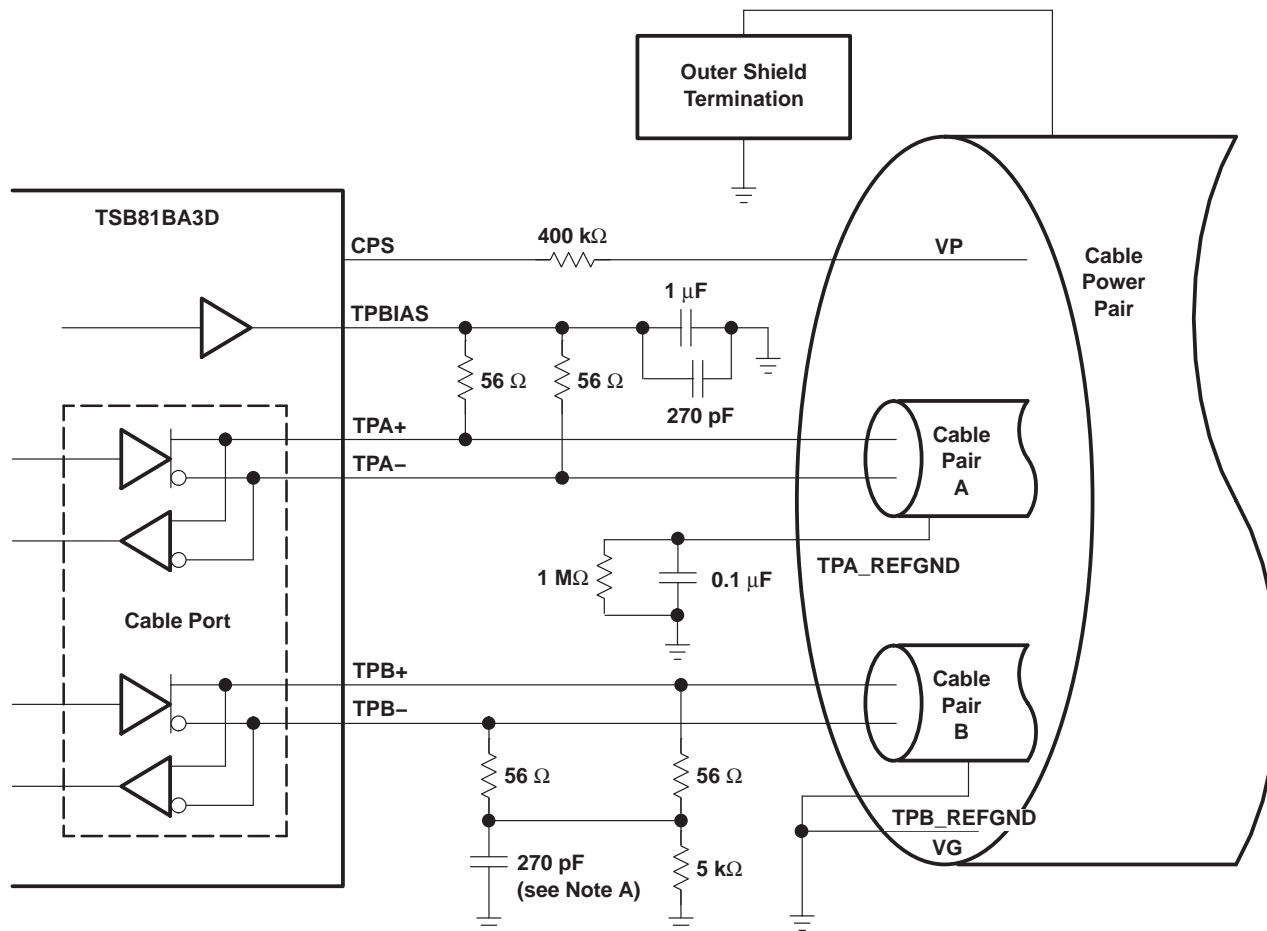 Outer Shield
Termination
TSB81BA3D
CPS
400 kΩ
VP
Cable
Power
Pair
TPBIAS
1 μF
56 Ω
56 Ω
270 pF
TPA+
TPA−
Cable
Pair
A
1 MΩ
0.1 μF
TPA_REFGND
Cable Port
TPB+
TPB−
Cable
Pair
B
56 Ω
56 Ω
TPB_REFGND
VG
270 pF
(see Note A)
5 kΩ